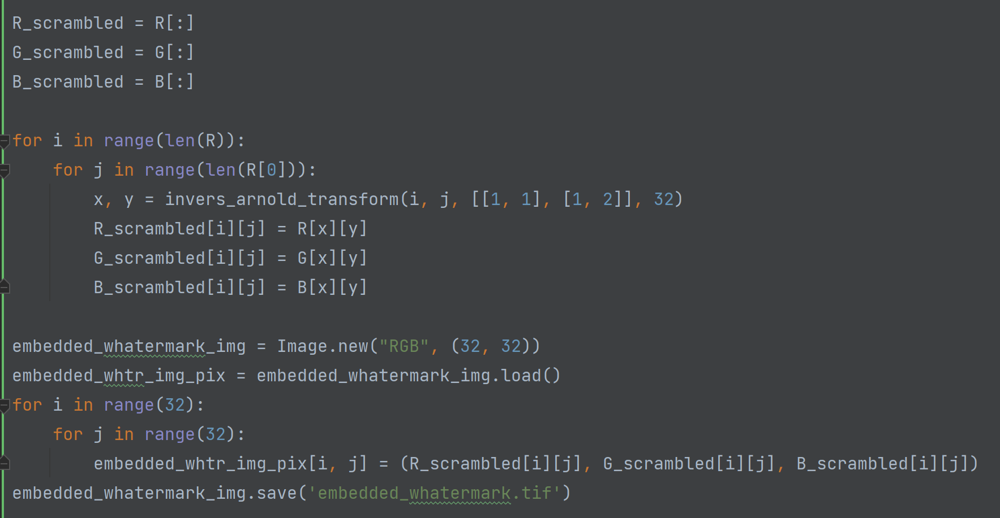 R_scrambled = R[:]
G_scrambled = G[:]
B_scrambled = B[:]
for i in range(len(R)):
    for j in range(len(R[0])):
        x, y = invers_arnold_transform(i, j, [[1, 1], [1, 2]], 32)
        R_scrambled[i][j] = R[x][y]
        G_scrambled[i][j] = G[x][y]
        B_scrambled[i][j] = B[x][y]
embedded_whatermark_img = Image.new("RGB", (32, 32))
embedded_whtr_img_pix = embedded_whatermark_img.load()
for i in range(32):
    for j in range(32):
        embedded_whtr_img_pix[i, j] = (R_scrambled[i][j], G_scrambled[i][j], B_scrambled[i][j])
embedded_whatermark_img.save('embedded_whatermark.tif')